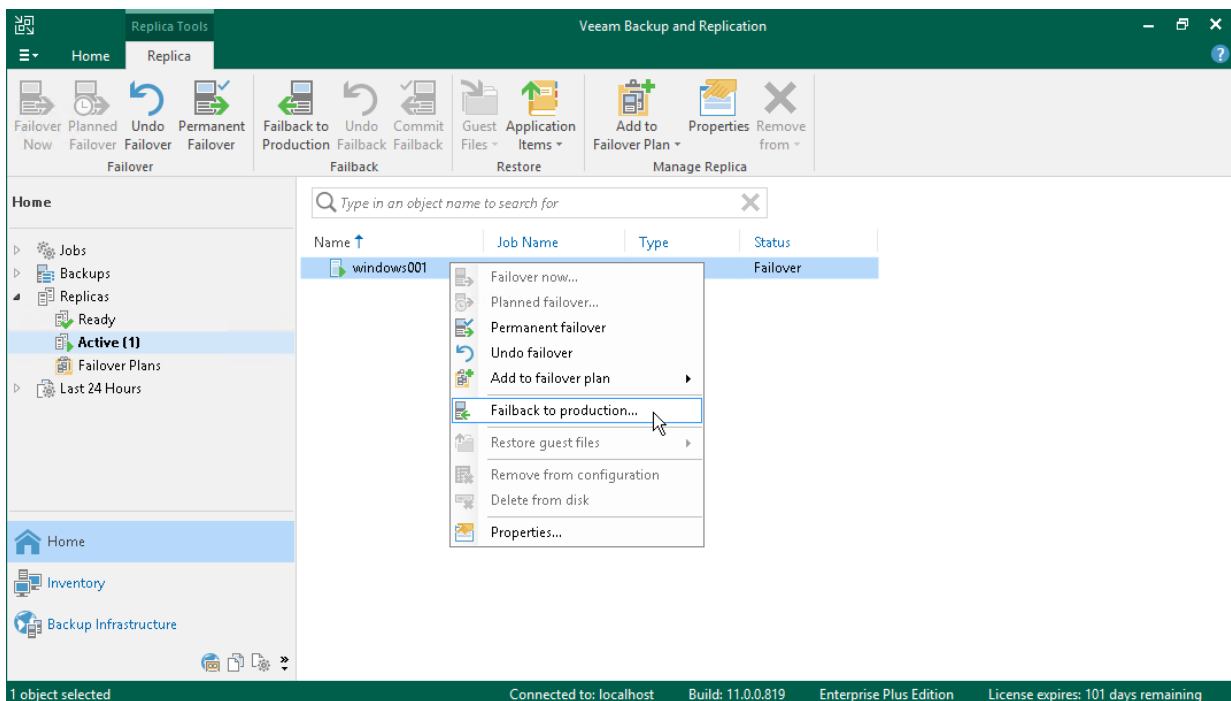 Replica Tools
Veeam Backup and Replication
Home
Replica
Failover Now
Planned Failover
Undo Failover
Permanent Failover
Failback to Production
Undo Failback
Commit Failback
Guest Files
Application Items
Add to Failover Plan
Properties
Remove from
Failover
Failback
Restore
Manage Replica
Home
Type in an object name to search for
Jobs
Backups
Replicas
Ready
Active (1)
Failover Plans
Last 24 Hours
Name
Job Name
Type
Status
windows001
Failover
Failover now...
Planned failover...
Permanent failover
Undo failover
Add to failover plan
Failback to production...
Restore guest files
Remove from configuration
Delete from disk
Properties...
Home
Inventory
Backup Infrastructure
1 object selected
Connected to: localhost
Build: 11.0.0.819
Enterprise Plus Edition
License expires: 101 days remaining